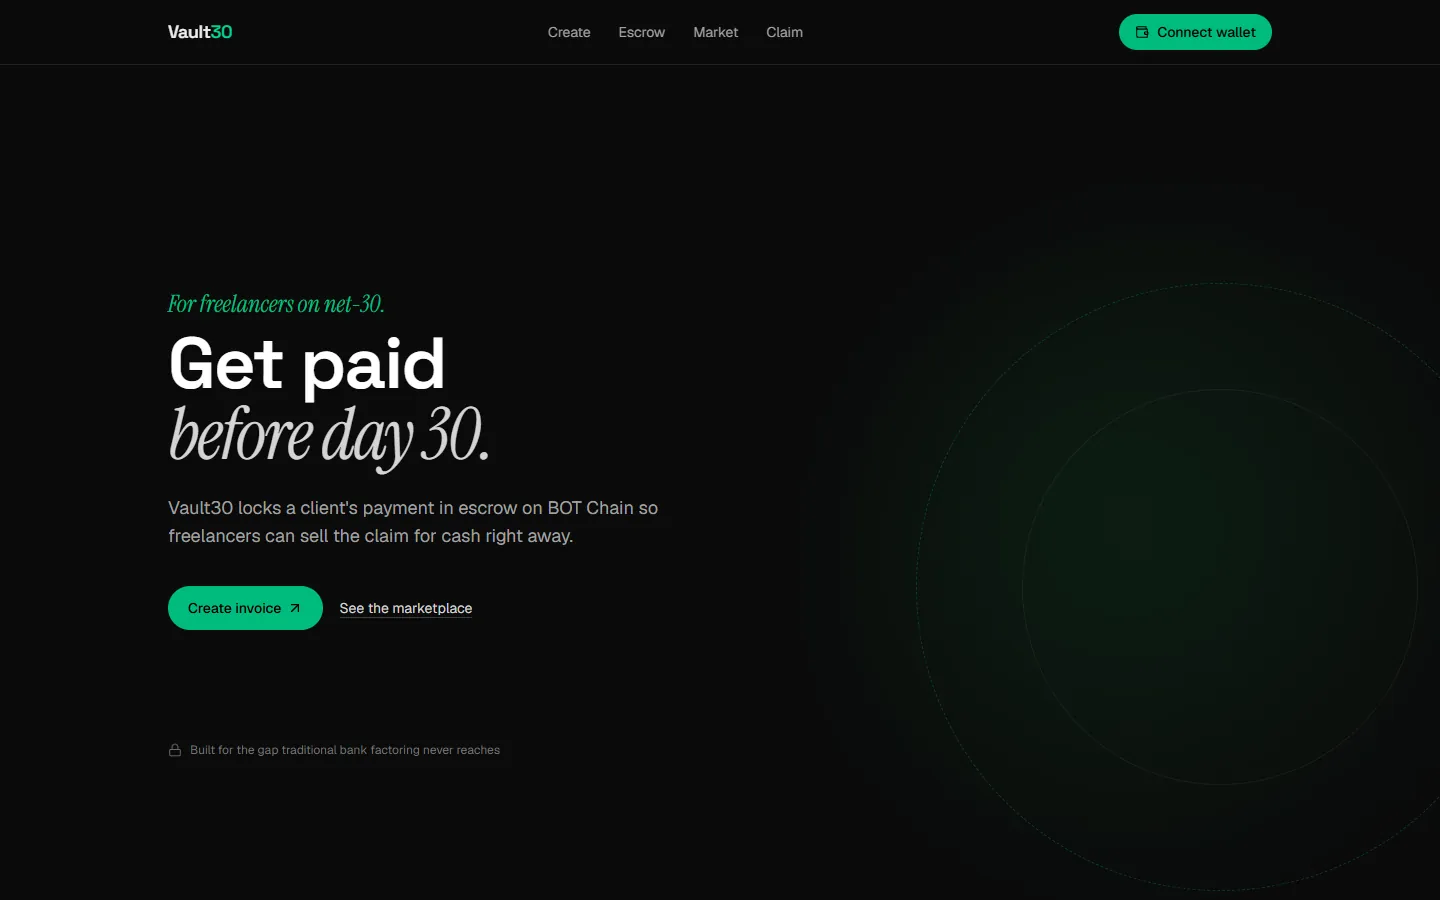 Vault30
Create
Escrow
Market
Claim
Connect wallet
For freelancers on net-30.
Get paid
before day 30.
Vault30 locks a client's payment in escrow on BOT Chain so
freelancers can sell the claim for cash right away.
Create invoice
See the marketplace
Built for the gap traditional bank factoring never reaches